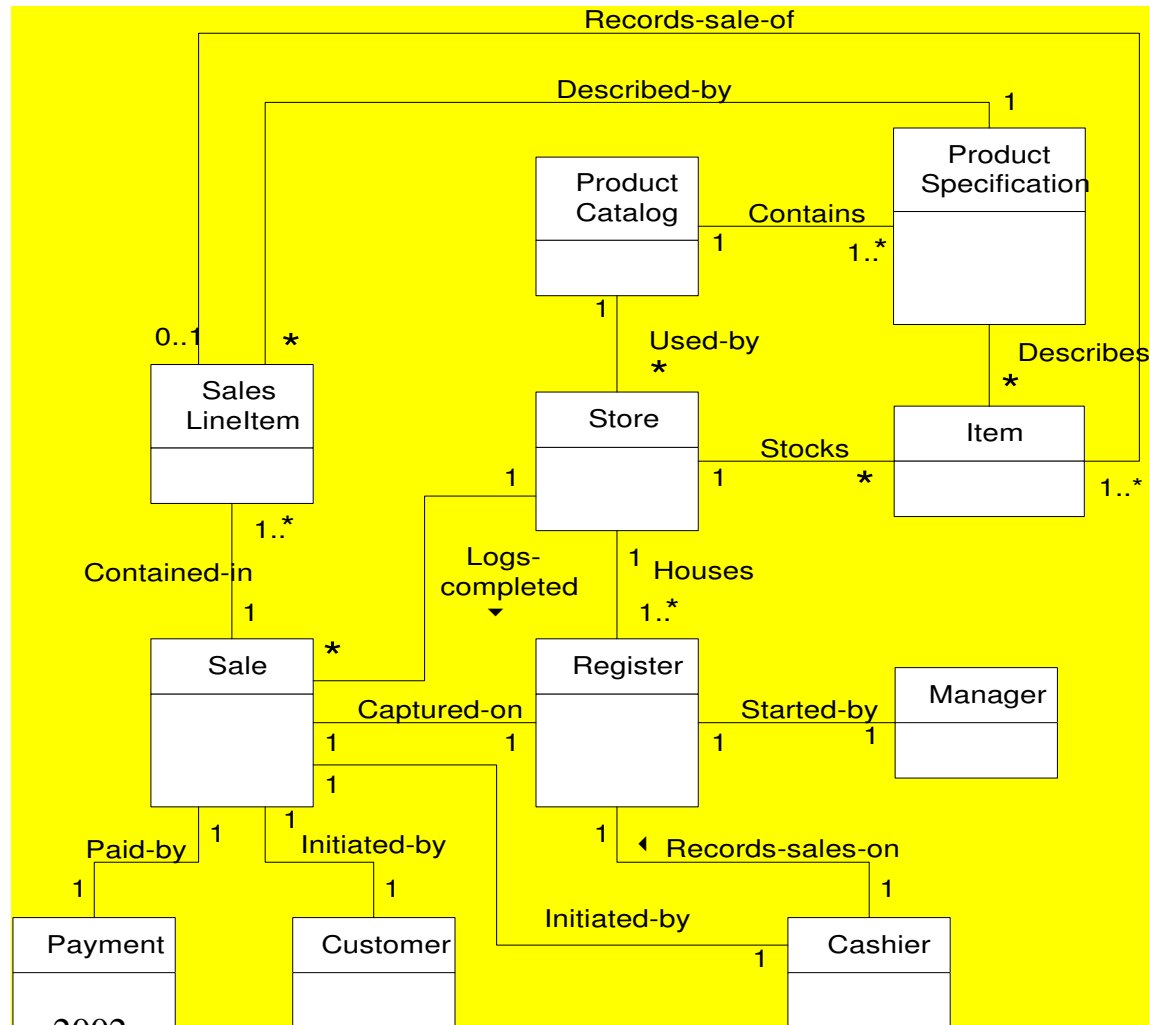 Records-sale-of
Described-by
1
Product
Specification
Product
Catalog
Contains
1
1..*
1
Used-by
*
Describes
*
0..1
*
Sales
LineItem
Store
Item
Stocks
1
1
*
1..*
1..*
Contained-in
1
Logs-
completed
1
Houses
1..*
Sale
*
Register
Manager
Captured-on
1
1
Started-by
1
1
1
1
1
1
Paid-by
Initiated-by
Records-sales-on
1
1
1
Initiated-by
1
Payment
Customer
Cashier
2002